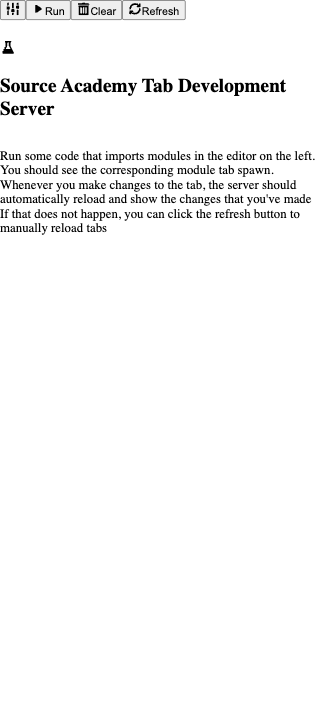 Run Clear Refresh
Source Academy Tab Development
Server
Run some code that imports modules in the editor on the left.
You should see the corresponding module tab spawn.
Whenever you make changes to the tab, the server should
automatically reload and show the changes that you've made
If that does not happen, you can click the refresh button to
manually reload tabs